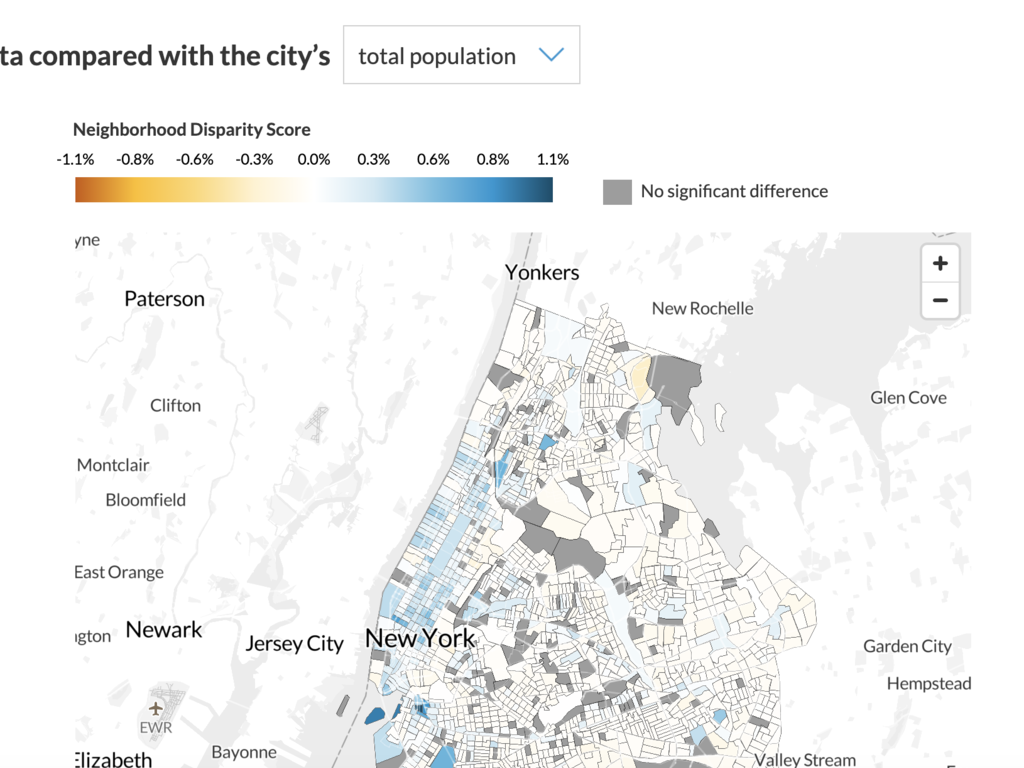 ta compared with the city's total population
Neighborhood Disparity Score
-1.1% -0.8% -0.6% -0.3% 0.0% 0.3% 0.6% 0.8% 1.1%
No significant difference
yne
+
−
Yonkers
Paterson
New Rochelle
Glen Cove
Clifton
Montclair
Bloomfield
East Orange
ngton
Newark
Jersey City
New York
Garden City
Hempstead
EWR
Bayonne
Elizabeth
Valley Stream